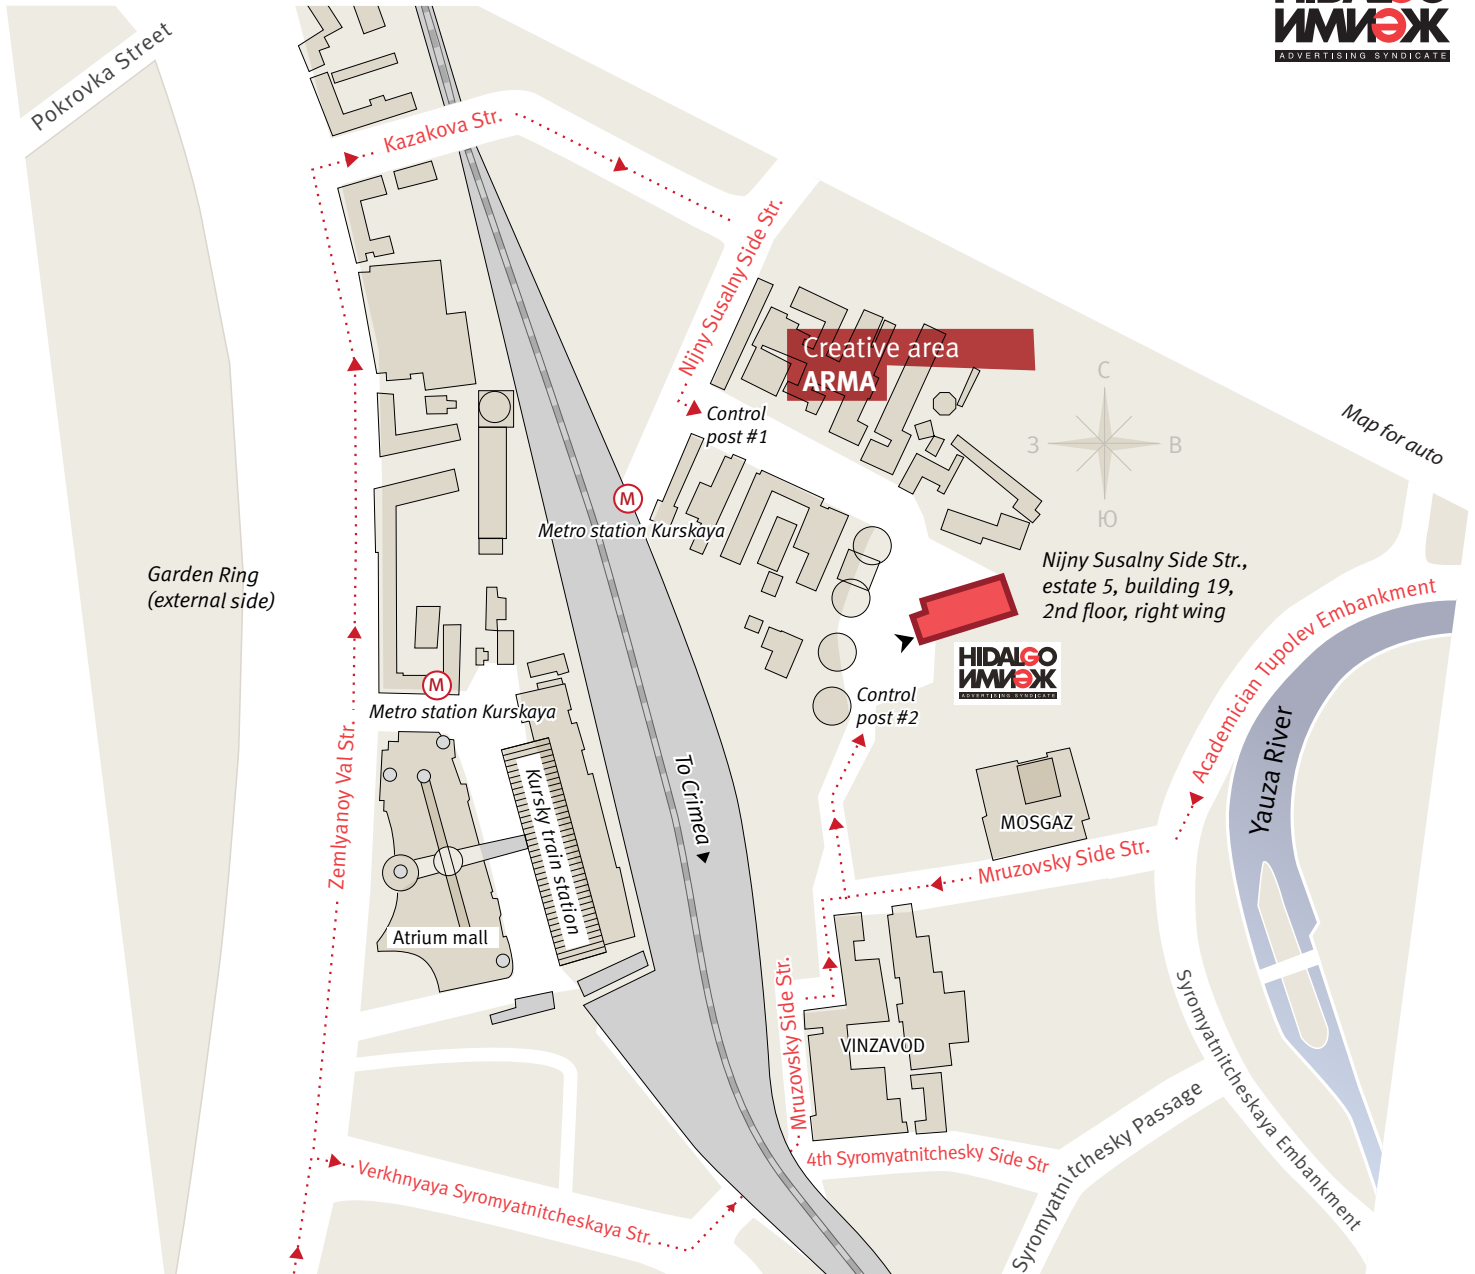 HIDALGO
ИМИЭЖ
ADVERTISING SYNDICATE
Pokrovka Street
Kazakova Str.
Nijny Susalny Side Str.
Creative area
ARMA
Control
post #1
С
З
В
Ю
Map for auto
M
Metro station Kurskaya
Garden Ring
(external side)
Nijny Susalny Side Str.,
estate 5, building 19,
2nd floor, right wing
HIDALGO
ИМИЭЖ
ADVERTISING SYNDICATE
Academician Tupolev Embankment
M
Metro station Kurskaya
Control
post #2
Zemlyanoy Val Str.
Kursky train station
To Crimea
Yauza River
MOSGAZ
Mruzovsky Side Str.
Atrium mall
Mruzovsky Side Str.
VINZAVOD
Syromyatnitcheskaya Embankment
Syromyatnitchesky Passage
4th Syromyatnitchesky Side Str
Verkhnyaya Syromyatnitcheskaya Str.